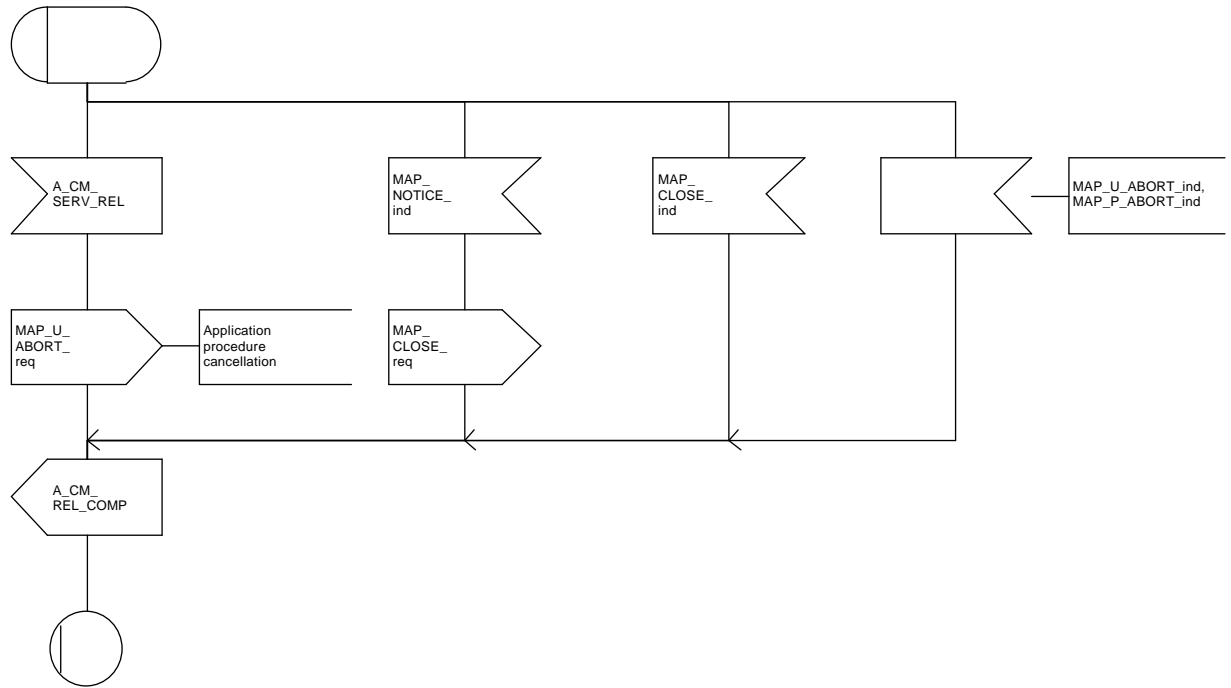 A_CM_
SERV_REL
MAP_
NOTICE_
ind
MAP_
CLOSE_
ind
MAP_U_ABORT_ind,
MAP_P_ABORT_ind
MAP_U_
ABORT_
req
Application
procedure
cancellation
MAP_
CLOSE_
req
A_CM_
REL_COMP